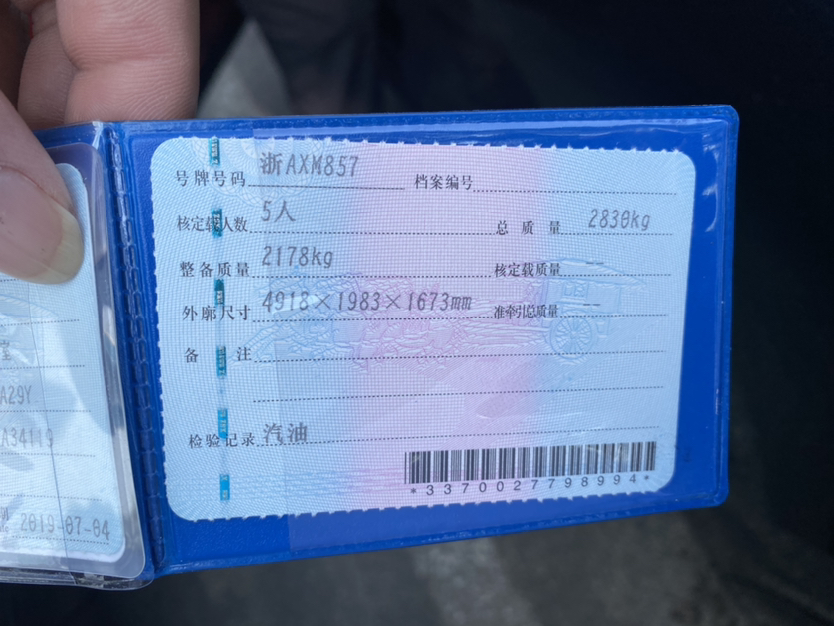 室
A29Y
A34119
2019-07-04
号牌号码 浙AXM857 档案编号
核定载人数 5人 总质量 2830kg
整备质量 2178kg 核定载质量 --
外廓尺寸 4918×1983×1673mm 准牵引总质量 --
备注
检验记录 汽油
*3370027798994*